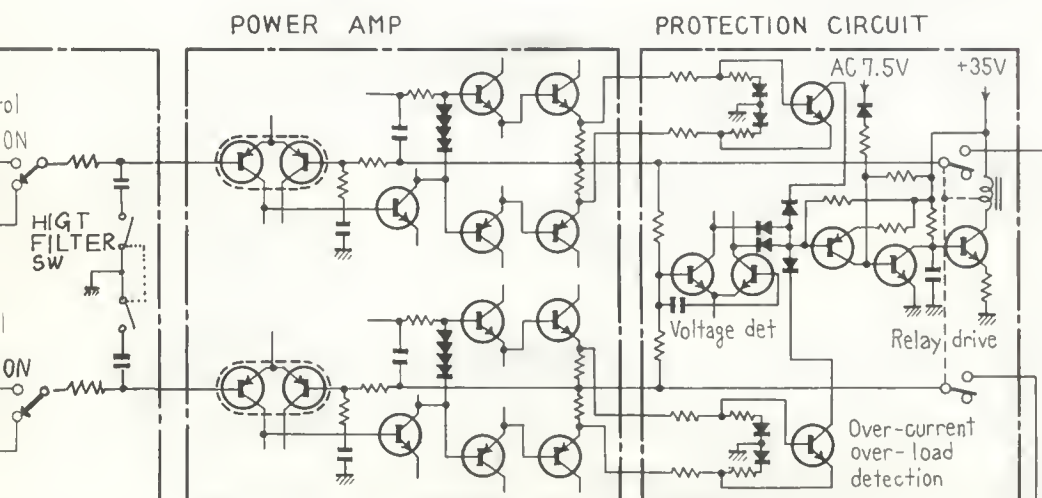 POWER AMP
PROTECTION CIRCUIT
AC 7.5V
+35V
ON
HIGT
FILTER
SW
Voltage det
Relay drive
ON
Over-current
over-load
detection